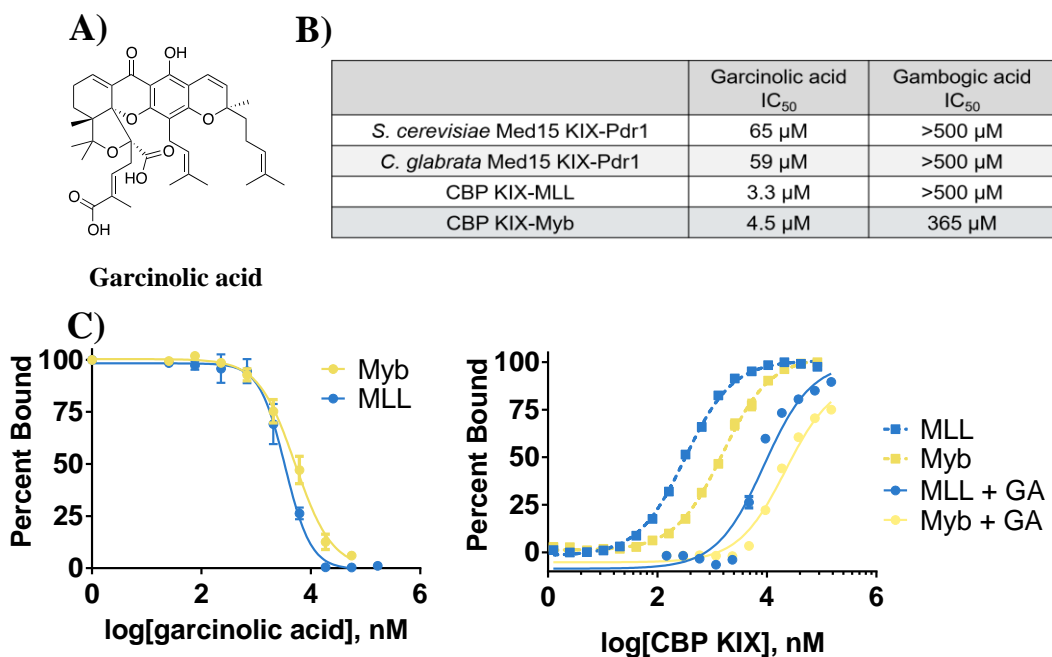 A)
B)
O
OH
O
O
O
O
HO
O
OH
Garcinolic acid
Garcinolic acid IC50
Gambogic acid IC50
S. cerevisiae Med15 KIX-Pdr1 65 µM >500 µM
C. glabrata Med15 KIX-Pdr1 59 µM >500 µM
CBP KIX-MLL 3.3 µM >500 µM
CBP KIX-Myb 4.5 µM 365 µM
C)
Percent Bound
100
75
50
25
0
0 2 4 6
log[garcinolic acid], nM
Myb
MLL
Percent Bound
100
75
50
25
0
0 2 4 6
log[CBP KIX], nM
MLL
Myb
MLL + GA
Myb + GA